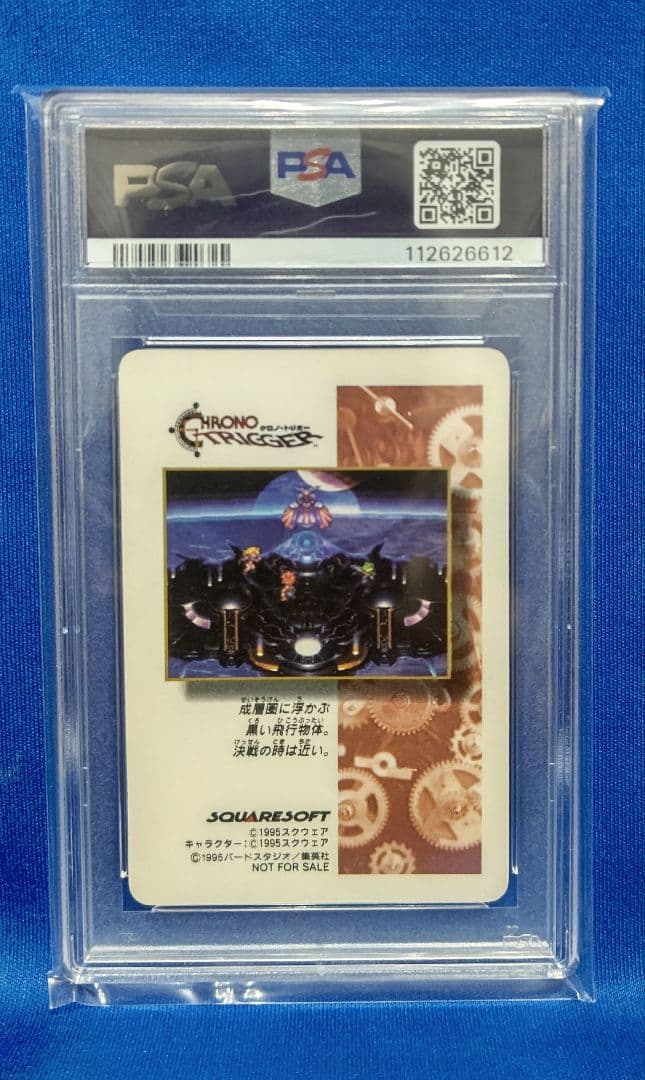 PSA
PSA
112626612
CHRONO
クロノ・トリガー
TRIGGER
成層圏に浮かぶ
黒い飛行物体。
決戦の時は近い。
SQUARESOFT
©1995スクウェア
キャラクター:©1995スクウェア
©1995バードスタジオ/集英社
NOT FOR SALE